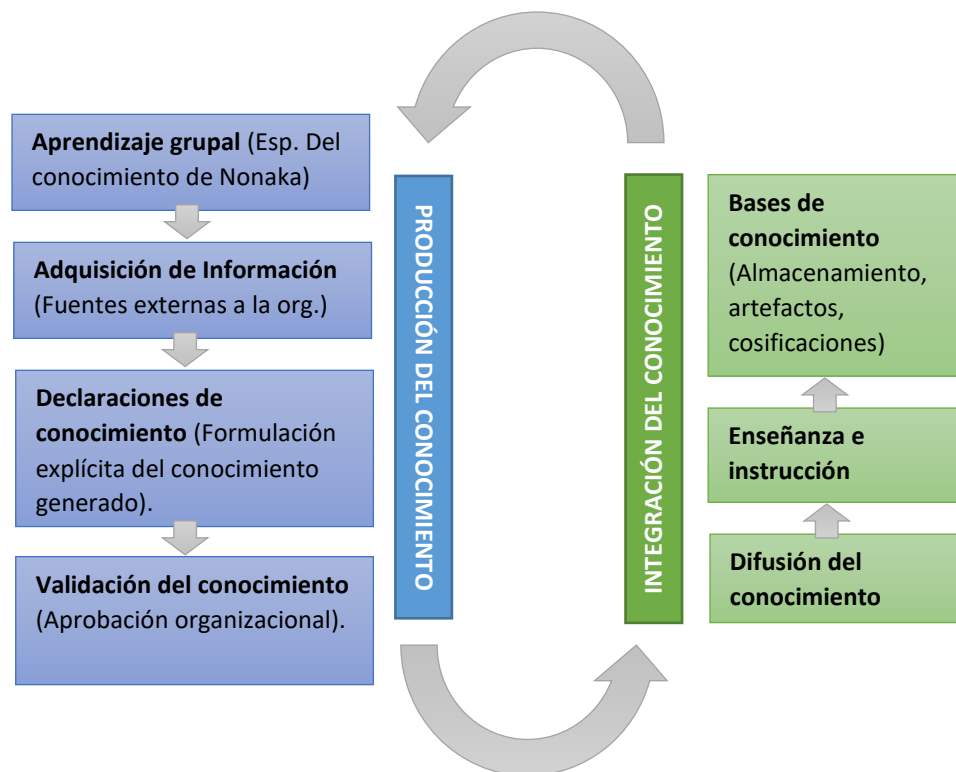 Aprendizaje grupal (Esp. Del
conocimiento de Nonaka)
Adquisición de Información
(Fuentes externas a la org.)
Declaraciones de
conocimiento (Formulación
explícita del conocimiento
generado).
Validación del conocimiento
(Aprobación organizacional).
PRODUCCIÓN DEL CONOCIMIENTO
INTEGRACIÓN DEL CONOCIMIENTO
Bases de
conocimiento
(Almacenamiento,
artefactos,
cosificaciones)
Enseñanza e
instrucción
Difusión del
conocimiento